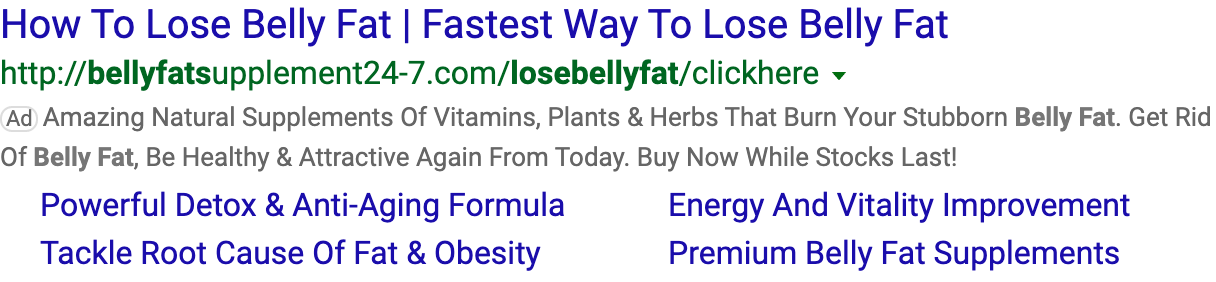 How To Lose Belly Fat | Fastest Way To Lose Belly Fat
http://bellyfatsupplement24-7.com/losebellyfat/clickhere
Ad Amazing Natural Supplements Of Vitamins, Plants & Herbs That Burn Your Stubborn Belly Fat. Get Rid
Of Belly Fat, Be Healthy & Attractive Again From Today. Buy Now While Stocks Last!
Powerful Detox & Anti-Aging Formula Energy And Vitality Improvement
Tackle Root Cause Of Fat & Obesity Premium Belly Fat Supplements